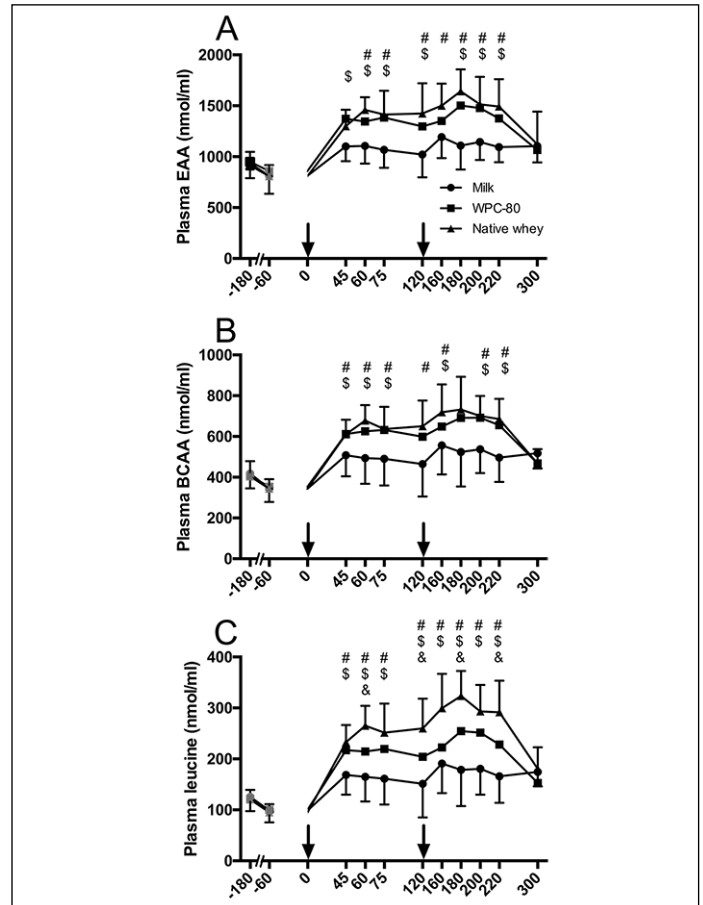 A
# # # # # # #
$ $ $ $ $ $ $
2000
1500
1000
500
0
Plasma EAA (nmol/ml)
Milk
WPC-80
Native whey
-180 -60 0 45 60 75 120 160 180 200 220 300
B
# # # # # # #
$ $ $ $ $ $
1000
800
600
400
200
0
Plasma BCAA (nmol/ml)
-180 -60 0 45 60 75 120 160 180 200 220 300
C
# # # # # # # #
$ $ $ $ $ $ $ $
& & & &
400
300
200
100
0
Plasma leucine (nmol/ml)
-180 -60 0 45 60 75 120 160 180 200 220 300